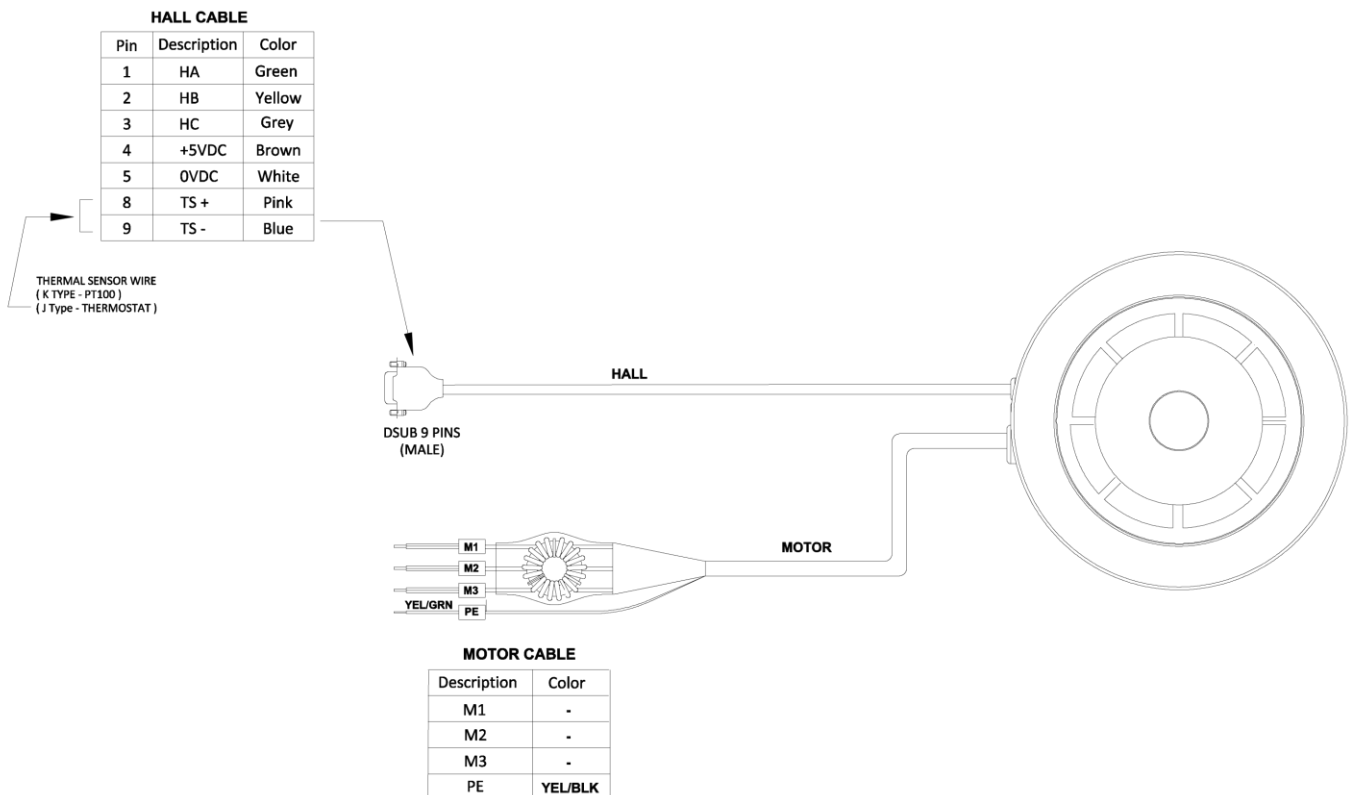 HALL CABLE
Pin Description Color
1 HA Green
2 HB Yellow
3 HC Grey
4 +5VDC Brown
5 0VDC White
8 TS + Pink
9 TS - Blue
THERMAL SENSOR WIRE
( K TYPE - PT100 )
( J Type - THERMOSTAT )
HALL
DSUB 9 PINS
(MALE)
MOTOR
M1
M2
M3
YEL/GRN PE
MOTOR CABLE
Description Color
M1 -
M2 -
M3 -
PE YEL/BLK